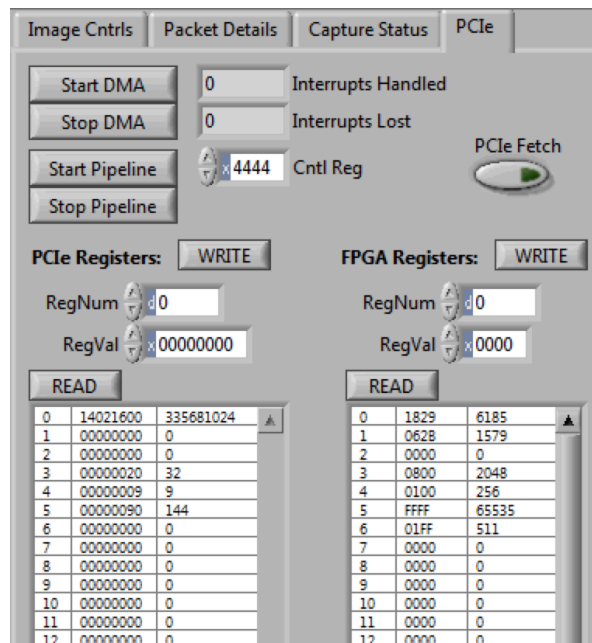 Image Cntrls Packet Details Capture Status PCIe
Start DMA 0 Interrupts Handled
Stop DMA 0 Interrupts Lost
PCIe Fetch
Start Pipeline x 4444 Cntl Reg
Stop Pipeline
PCIe Registers: WRITE
RegNum d 0
RegVal x 00000000
READ
0 14021600 335681024
1 00000000 0
2 00000000 0
3 00000020 32
4 00000009 9
5 00000090 144
6 00000000 0
7 00000000 0
8 00000000 0
9 00000000 0
10 00000000 0
11 00000000 0
12 00000000 0
FPGA Registers: WRITE
RegNum d 0
RegVal x 0000
READ
0 1829 6185
1 062B 1579
2 0000 0
3 0800 2048
4 0100 256
5 FFFF 65535
6 01FF 511
7 0000 0
8 0000 0
9 0000 0
10 0000 0
11 0000 0
12 0000 0